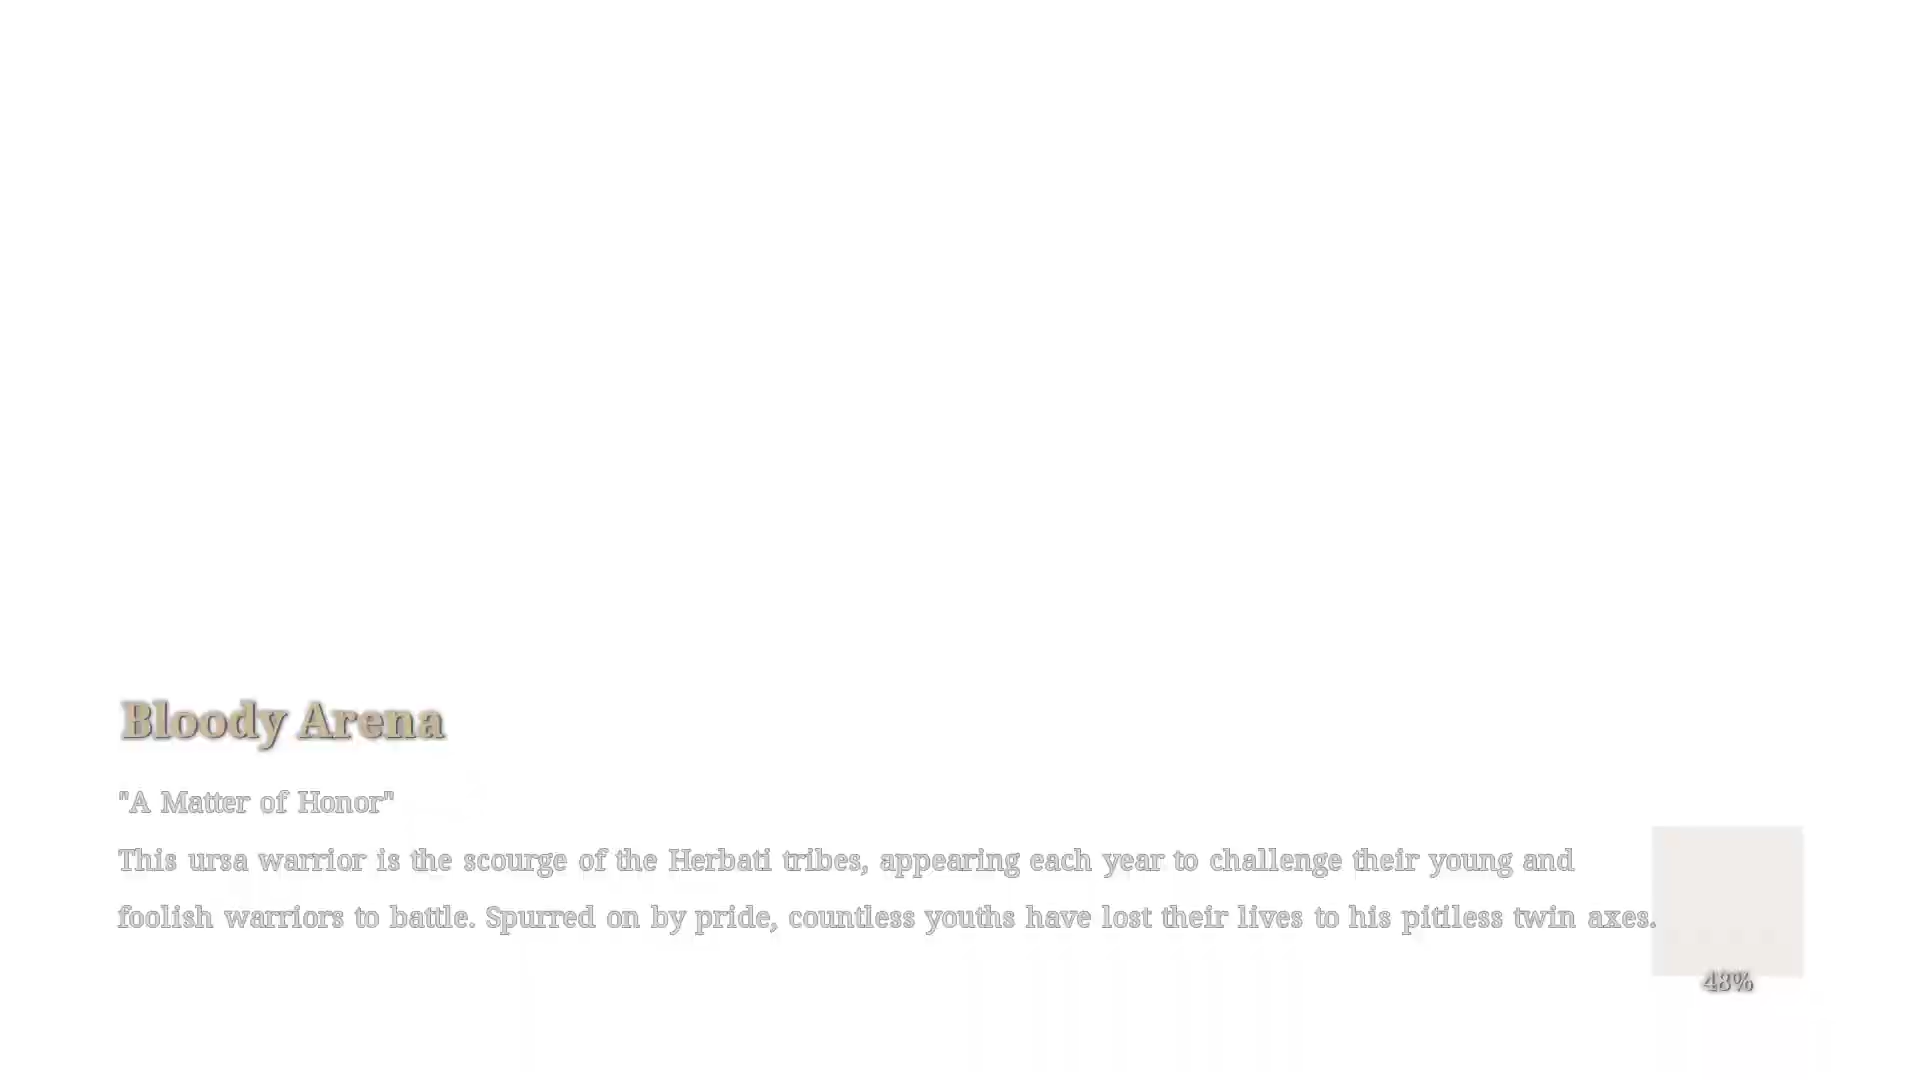 Bloody Arena
"A Matter of Honor"
This ursa warrior is the scourge of the Herbati tribes, appearing each year to challenge their young and
foolish warriors to battle. Spurred on by pride, countless youths have lost their lives to his pitiless twin axes.
48%